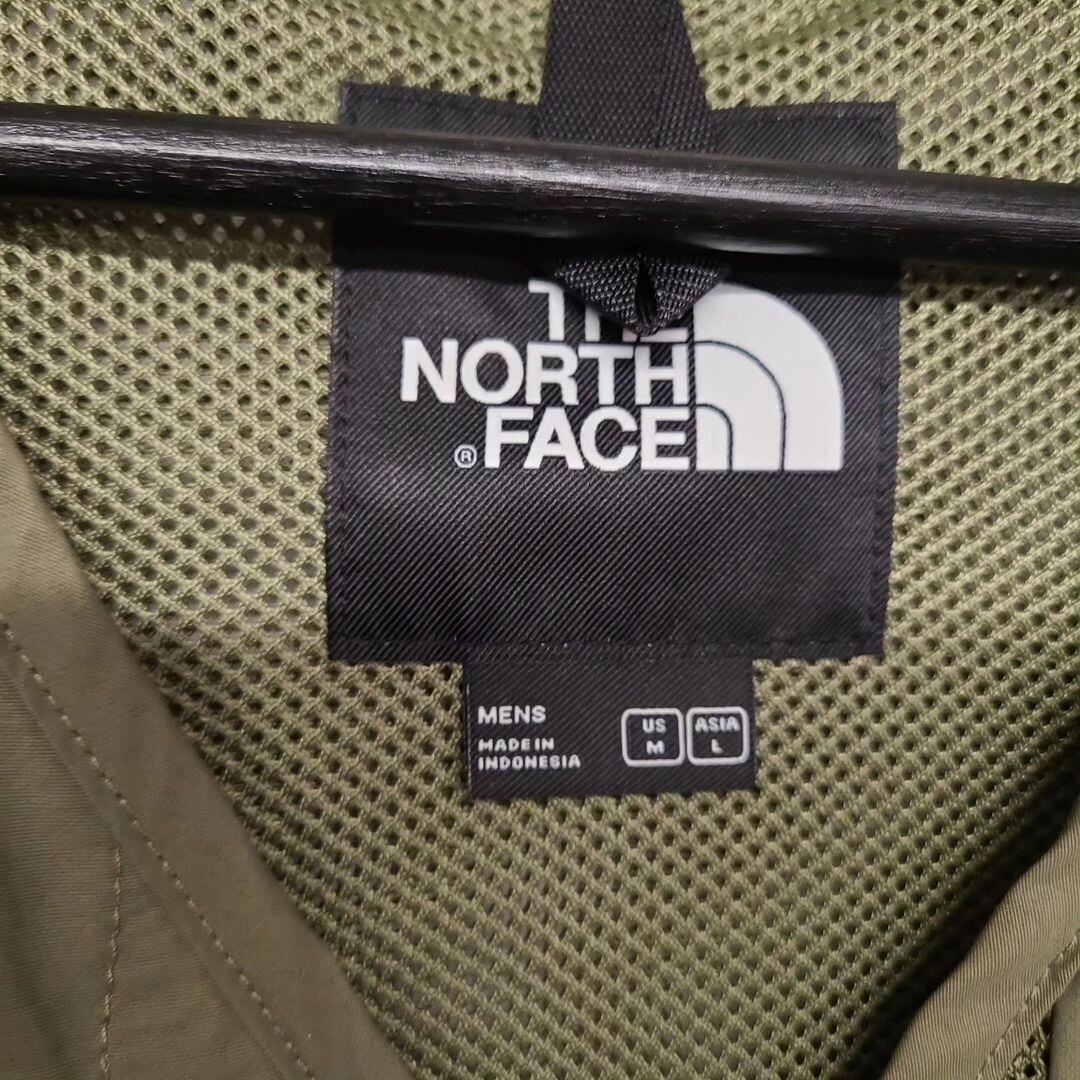 THE
NORTH
® FACE
MENS
MADE IN
INDONESIA
US
M
ASIA
L